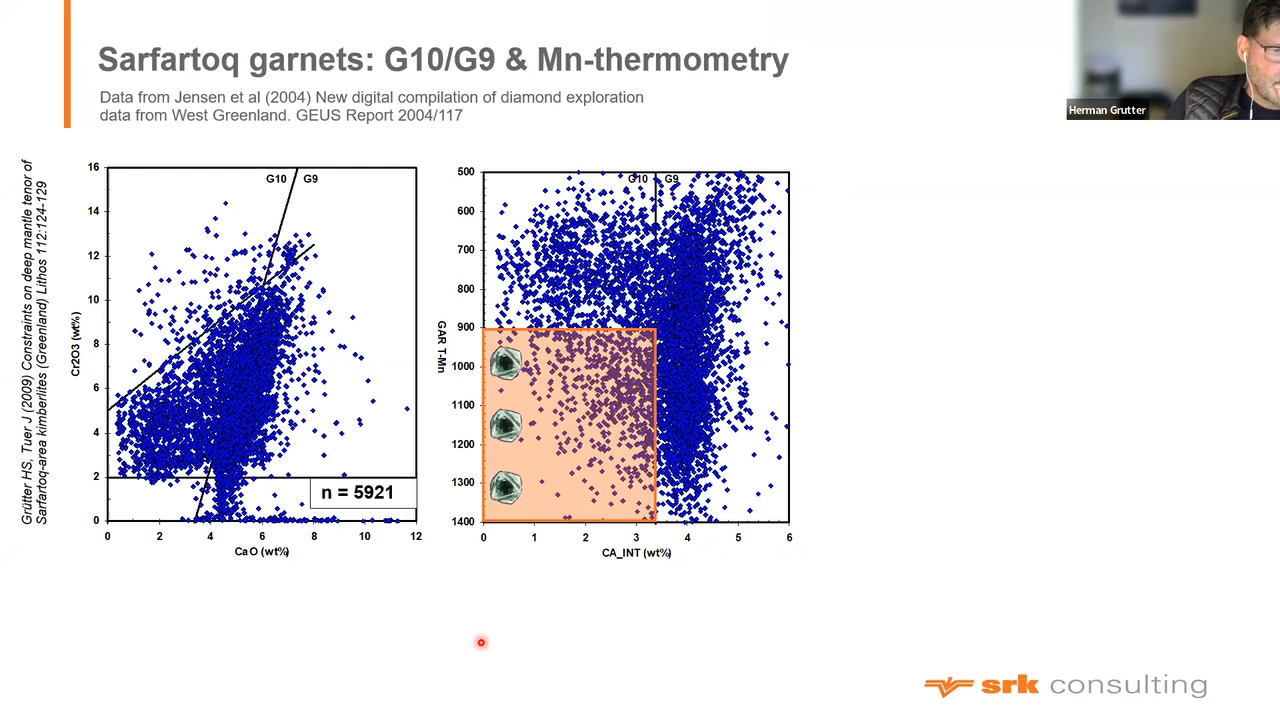 Sarfartoq garnets: G10/G9 & Mn-thermometry
Data from Jensen et al (2004) New digital compilation of diamond exploration
data from West Greenland. GEUS Report 2004/117
Herman Grutter
Grütter HS, Tuer J (2009) Constraints on deep mantle tenor of
Sarfartoq-area kimberlites (Greenland) Lithos 112:124-129
Cr2O3 (wt%)
16
14
12
10
8
6
4
2
0
G10 G9
n = 5921
0 2 4 6 8 10 12
CaO (wt%)
GAR T-Mn
500
600
700
800
900
1000
1100
1200
1300
1400
G10 G9
0 1 2 3 4 5 6
CA_INT (wt%)
srk consulting